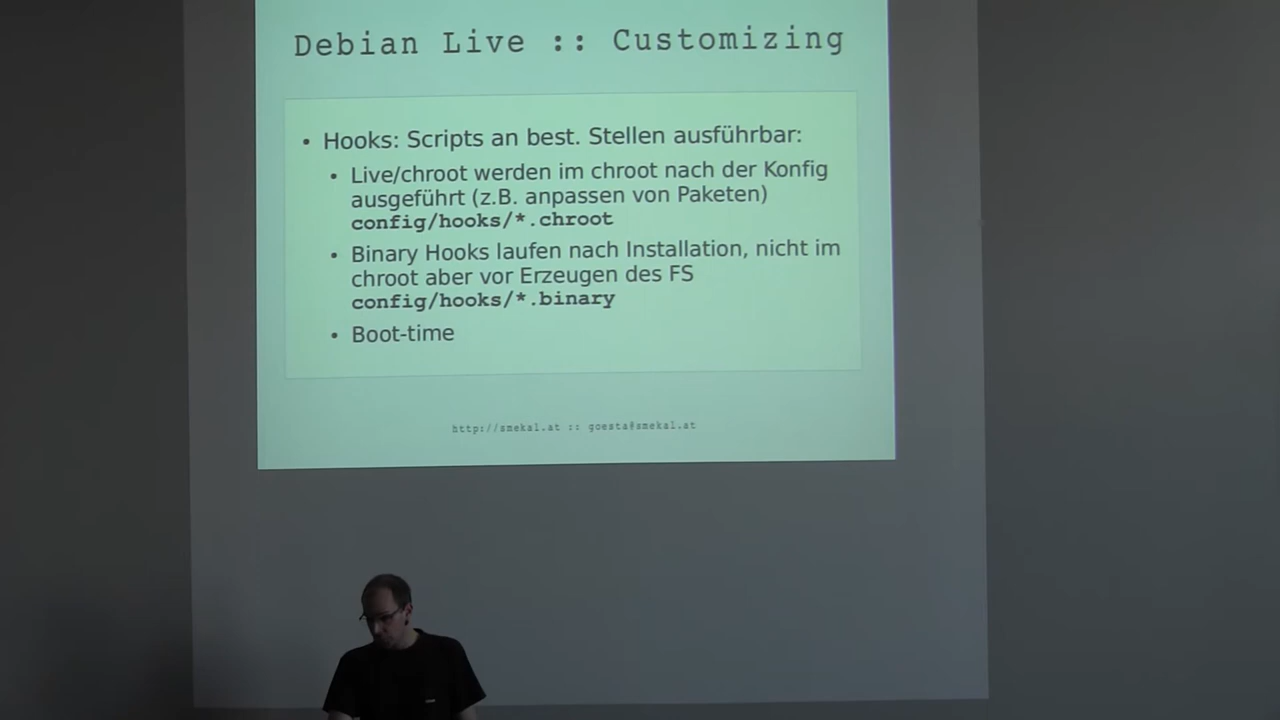 Debian Live :: Customizing
• Hooks: Scripts an best. Stellen ausführbar:
• Live/chroot werden im chroot nach der Konfig
ausgeführt (z.B. anpassen von Paketen)
config/hooks/*.chroot
• Binary Hooks laufen nach Installation, nicht im
chroot aber vor Erzeugen des FS
config/hooks/*.binary
• Boot-time
http://smekal.at :: goesta@smekal.at